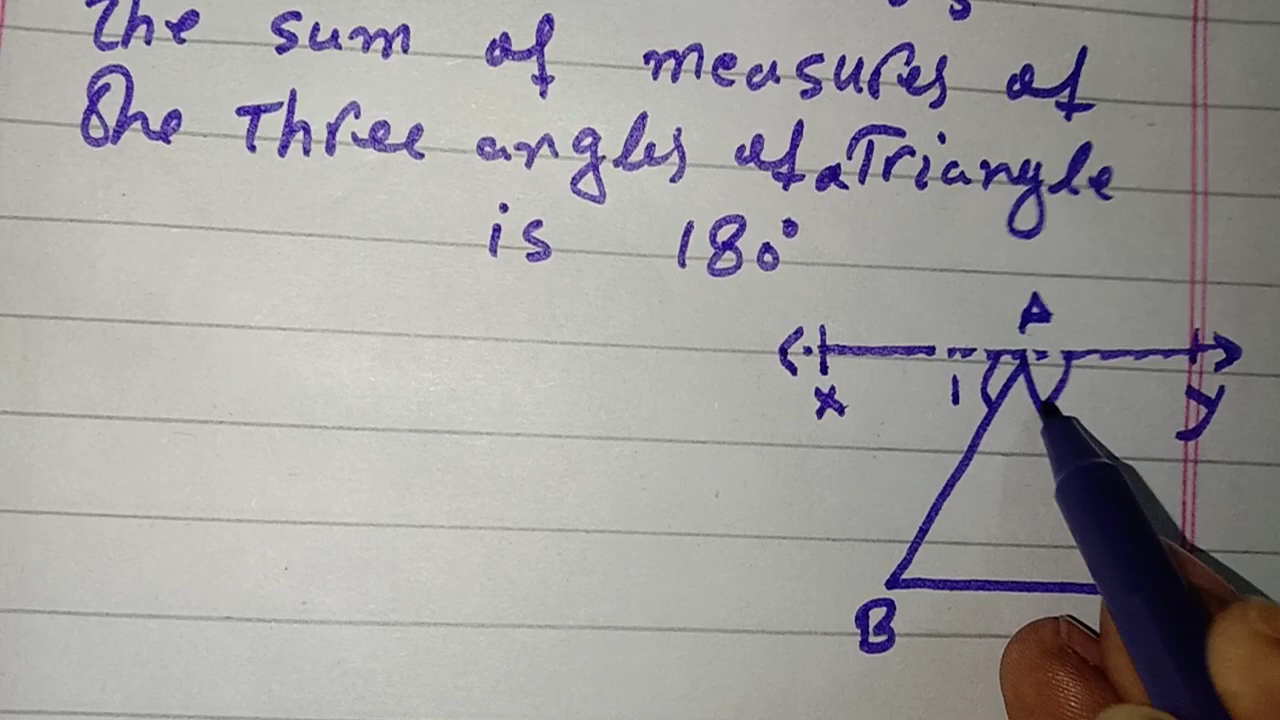 The sum of measures of
The Three angles of a Triangle
is 180°
A
x
1
y
B